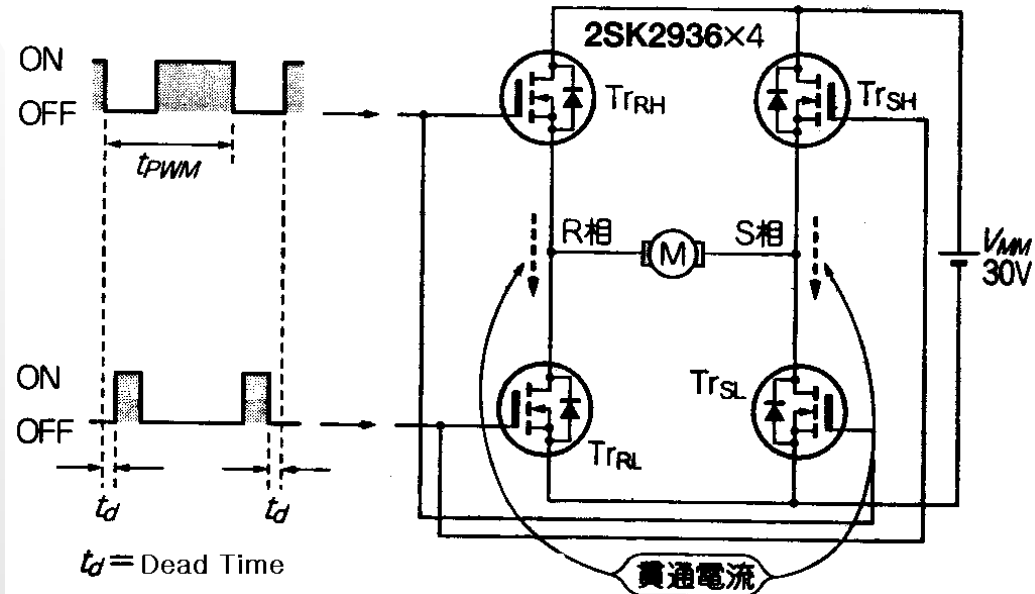 2SK2936×4
ON
OFF
TrRH
TrSH
tPWM
R相
M
S相
VMM
30V
ON
OFF
TrSL
TrRL
td
td
td=Dead Time
貫通電流